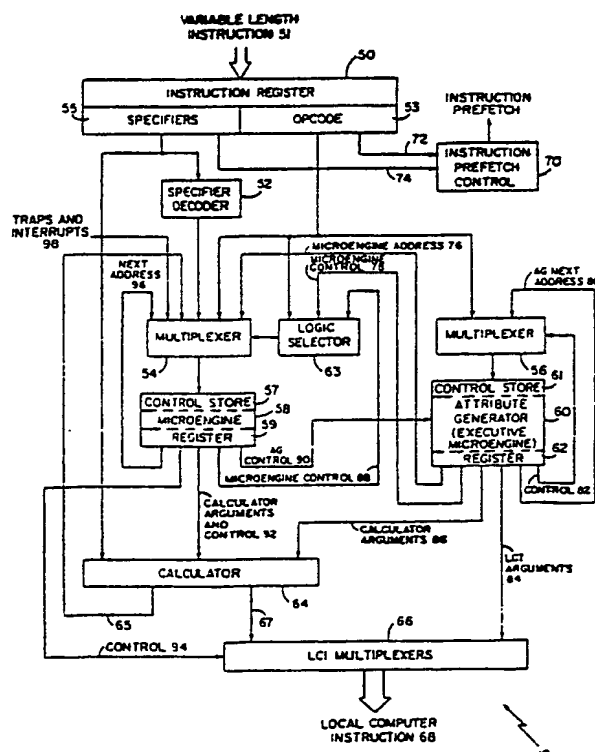 VARIABLE LENGTH
INSTRUCTION 51
50
INSTRUCTION REGISTER
55
SPECIFIERS
OPCODE
53
INSTRUCTION
PREFETCH
72
74
INSTRUCTION
PREFETCH
CONTROL
70
SPECIFIER
DECODER
52
TRAPS AND
INTERRUPTS
98
NEXT
ADDRESS
96
MICROENGINE ADDRESS 76
MICROENGINE
CONTROL 78
AG NEXT
ADDRESS 80
MULTIPLEXER
54
LOGIC
SELECTOR
63
MULTIPLEXER
56
57
CONTROL STORE
58
MICROENGINE
59
REGISTER
61
CONTROL STORE
ATTRIBUTE
GENERATOR
(EXECUTIVE
MICROENGINE)
60
62
REGISTER
AG
CONTROL 90
MICROENGINE CONTROL 88
CONTROL 82
CALCULATOR
ARGUMENTS
AND
CONTROL 92
CALCULATOR
ARGUMENTS 86
LCI
ARGUMENTS
84
CALCULATOR
64
65
67
66
CONTROL 94
LCI MULTIPLEXERS
LOCAL COMPUTER
INSTRUCTION 68